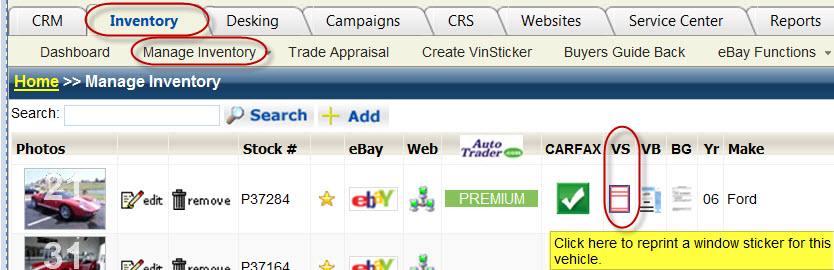 CRM Inventory Desking Campaigns CRS Websites Service Center Reports
Dashboard Manage Inventory Trade Appraisal Create VinSticker Buyers Guide Back eBay Functions
Home >> Manage Inventory
Search: Search Add
Photos Stock # eBay Web AutoTrader.com CARFAX VS VB BG Yr Make
21 edit remove P37284 ebay PREMIUM 06 Ford
Click here to reprint a window sticker for this
vehicle.
31 edit remove P37164 ebay